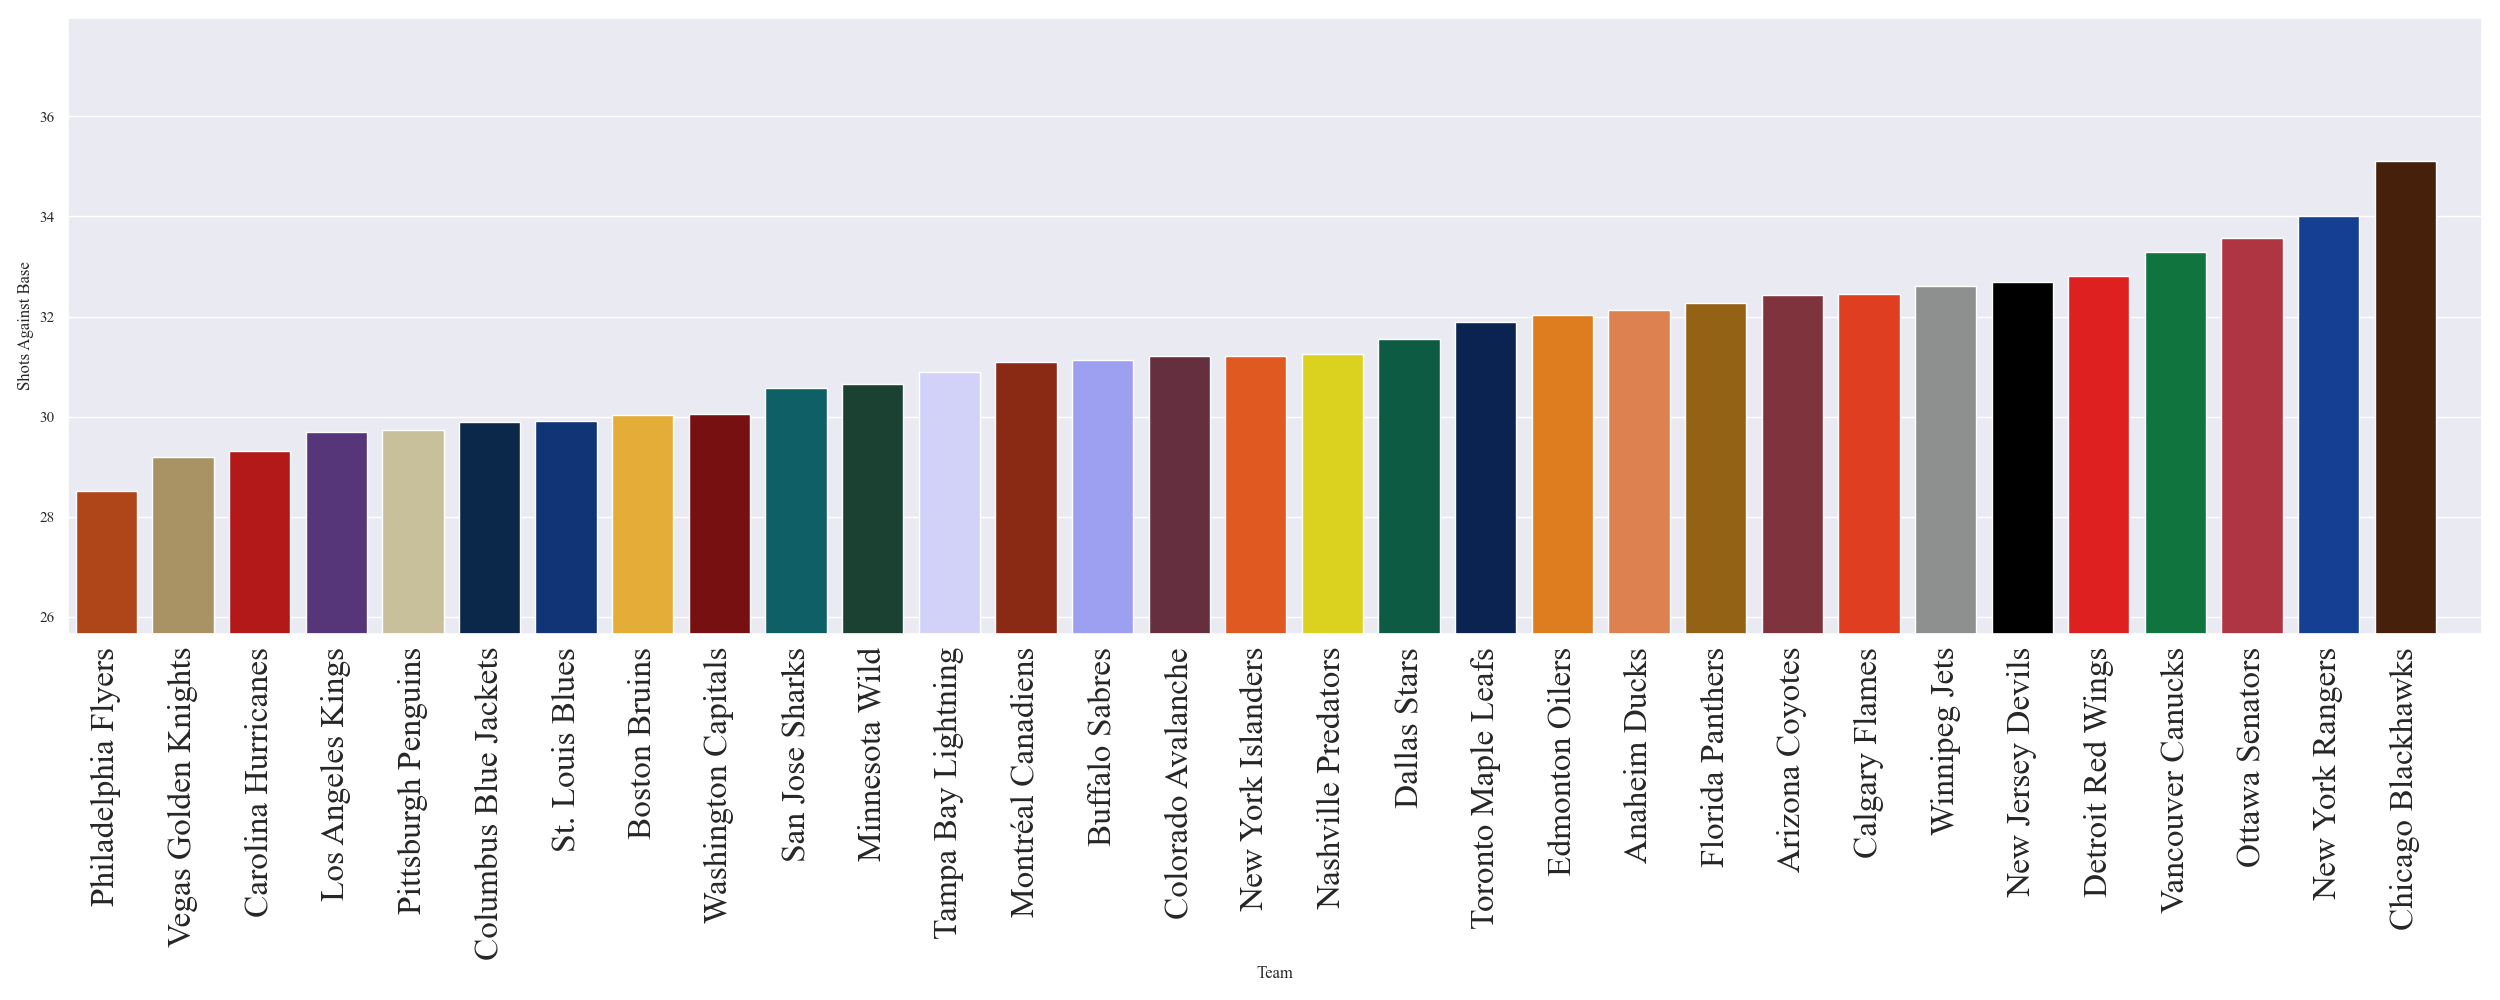 36
34
32
30
28
26
Shots Against Base
Philadelphia Flyers
Vegas Golden Knights
Carolina Hurricanes
Los Angeles Kings
Pittsburgh Penguins
Columbus Blue Jackets
St. Louis Blues
Boston Bruins
Washington Capitals
San Jose Sharks
Minnesota Wild
Tampa Bay Lightning
Montréal Canadiens
Buffalo Sabres
Colorado Avalanche
New York Islanders
Nashville Predators
Dallas Stars
Toronto Maple Leafs
Edmonton Oilers
Anaheim Ducks
Florida Panthers
Arizona Coyotes
Calgary Flames
Winnipeg Jets
New Jersey Devils
Detroit Red Wings
Vancouver Canucks
Ottawa Senators
New York Rangers
Chicago Blackhawks
Team